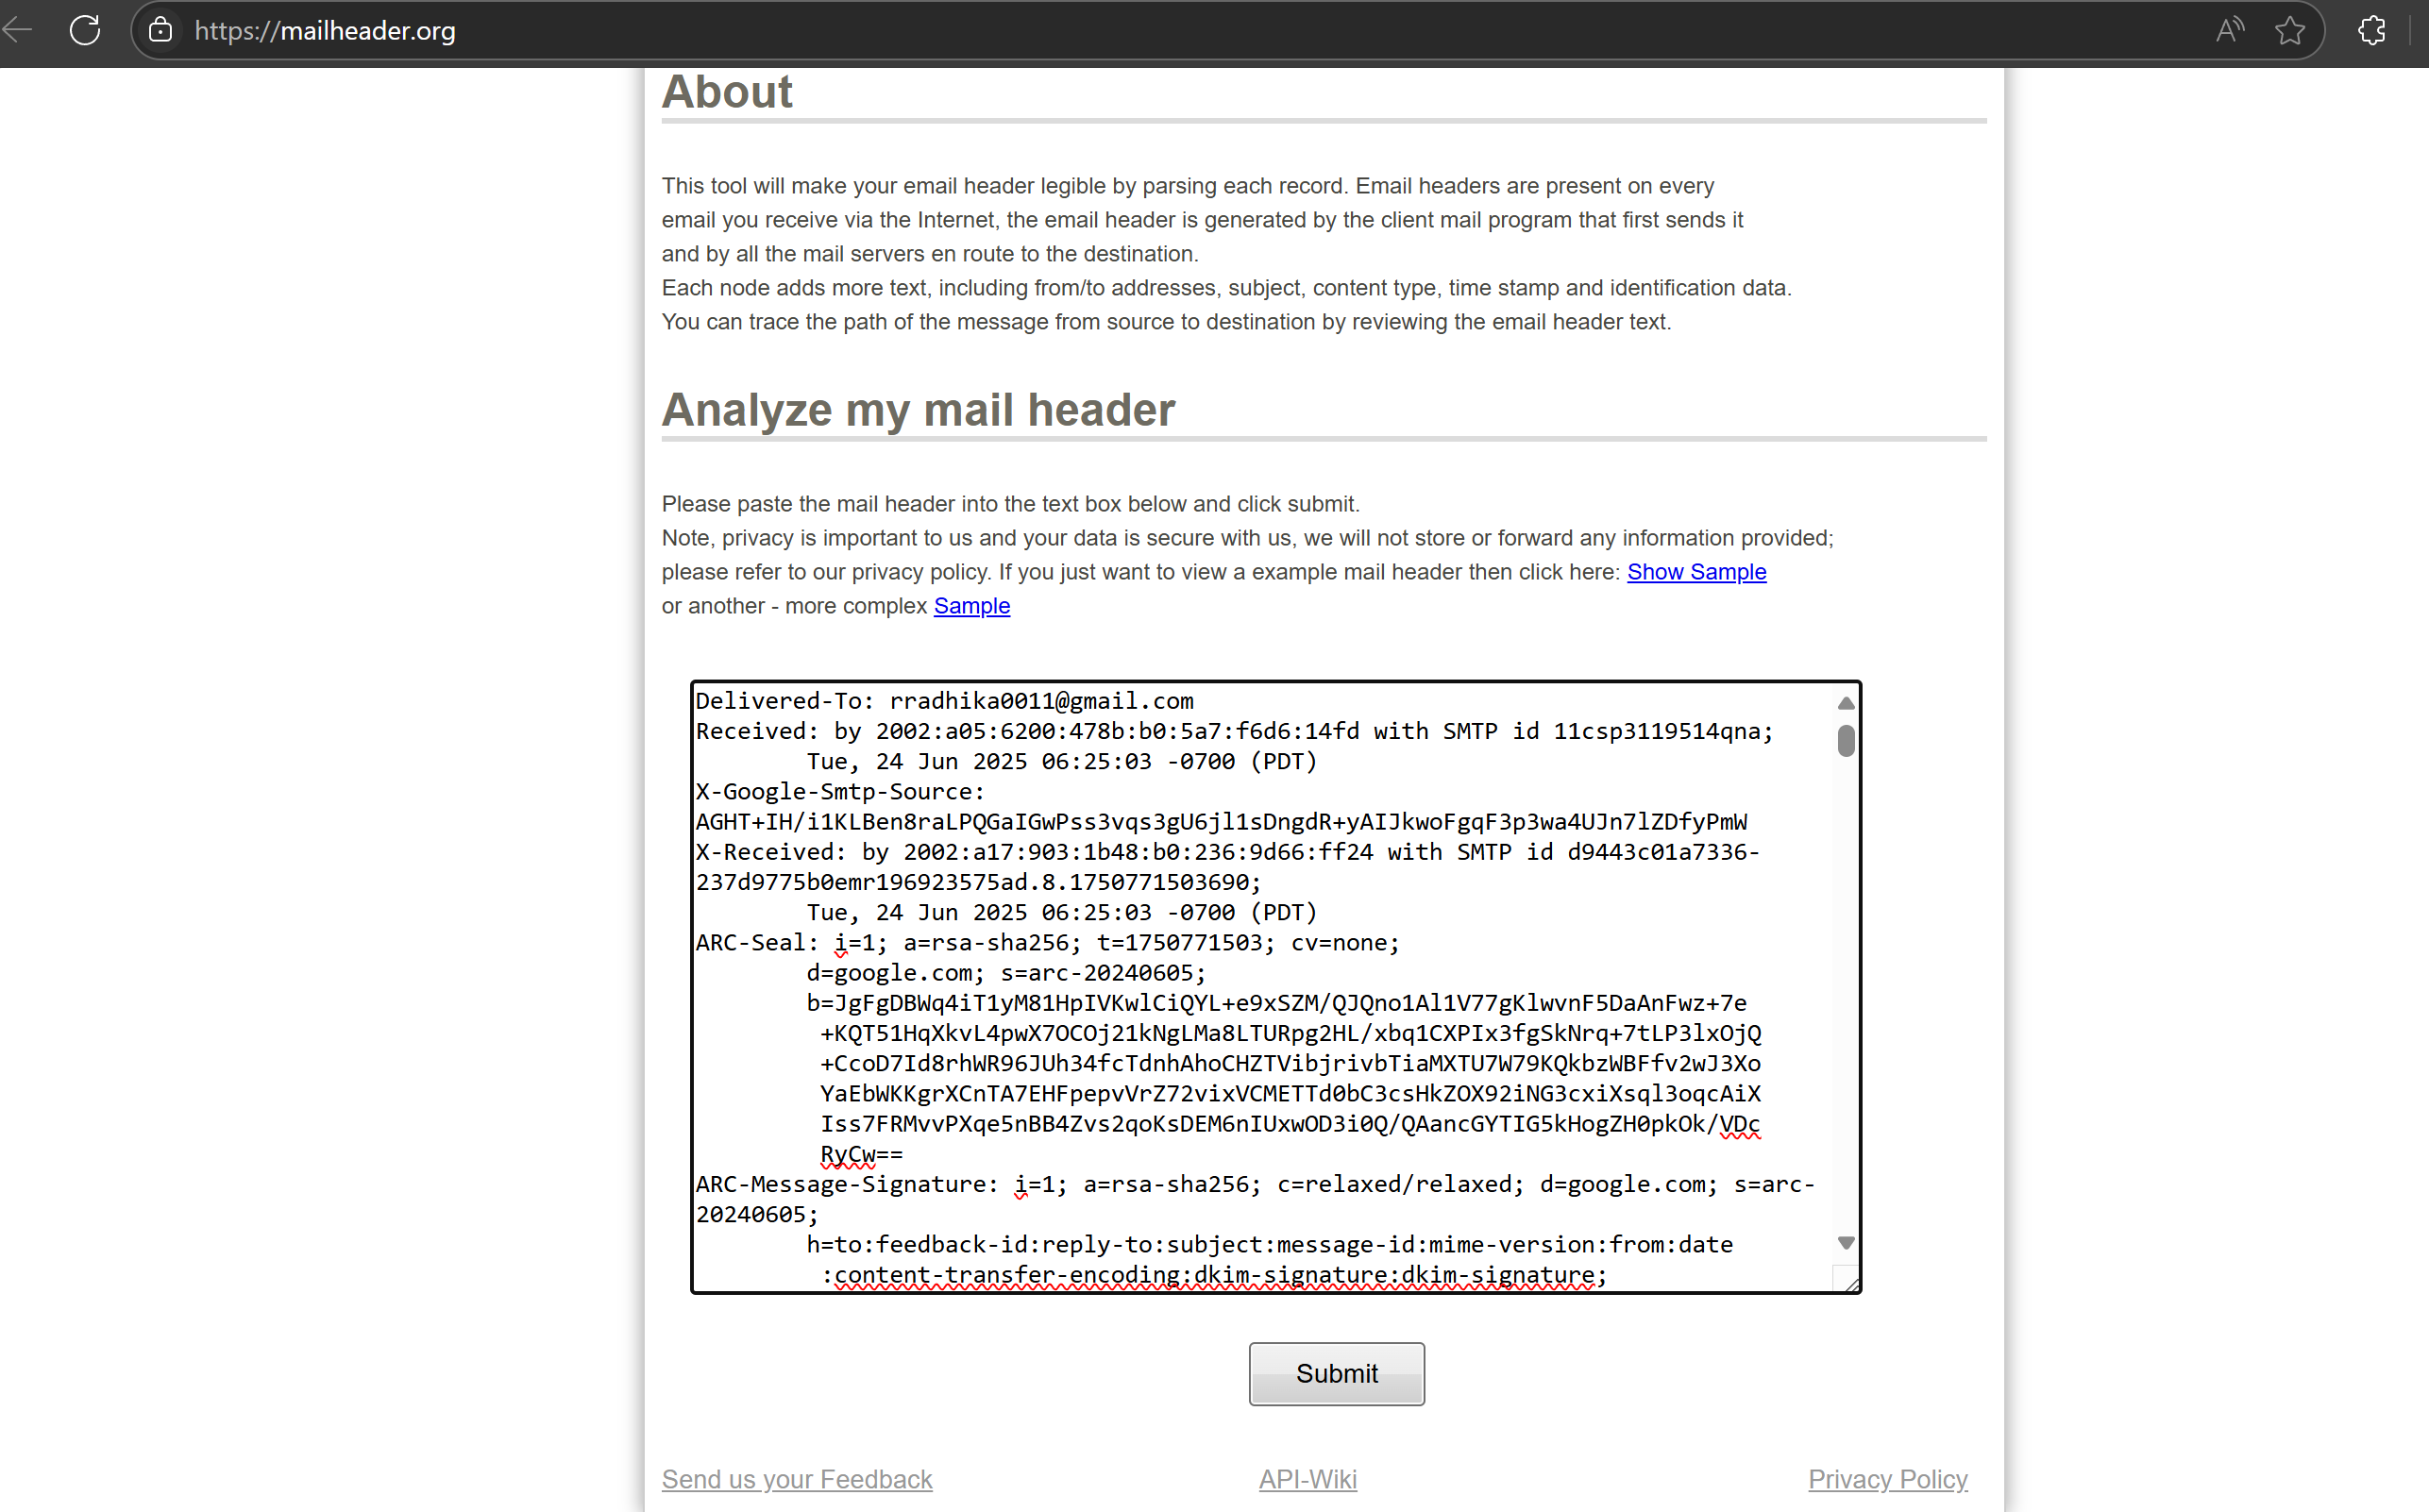 https://mailheader.org
About
This tool will make your email header legible by parsing each record. Email headers are present on every
email you receive via the Internet, the email header is generated by the client mail program that first sends it
and by all the mail servers en route to the destination.
Each node adds more text, including from/to addresses, subject, content type, time stamp and identification data.
You can trace the path of the message from source to destination by reviewing the email header text.
Analyze my mail header
Please paste the mail header into the text box below and click submit.
Note, privacy is important to us and your data is secure with us, we will not store or forward any information provided;
please refer to our privacy policy. If you just want to view a example mail header then click here: Show Sample
or another - more complex Sample
Delivered-To: rradhika0011@gmail.com
Received: by 2002:a05:6200:478b:b0:5a7:f6d6:14fd with SMTP id 11csp3119514qna;
Tue, 24 Jun 2025 06:25:03 -0700 (PDT)
X-Google-Smtp-Source:
AGHT+IH/i1KLBen8raLPQGaIGwPss3vqs3gU6jl1sDngdR+yAIJkwoFgqF3p3wa4UJn7lZDfyPmW
X-Received: by 2002:a17:903:1b48:b0:236:9d66:ff24 with SMTP id d9443c01a7336-
237d9775b0emr196923575ad.8.1750771503690;
Tue, 24 Jun 2025 06:25:03 -0700 (PDT)
ARC-Seal: i=1; a=rsa-sha256; t=1750771503; cv=none;
d=google.com; s=arc-20240605;
b=JgFgDBWq4iT1yM81HpIVKwlCiQYL+e9xSZM/QJQno1Al1V77gKlwvnF5DaAnFwz+7e
+KQT51HqXkvL4pwX7OCOj21kNgLMa8LTURpg2HL/xbq1CXPIx3fgSkNrq+7tLP3lxOjQ
+CcoD7Id8rhWR96JUh34fcTdnhAhoCHZTVibjrivbTiaMXTU7W79KQkbzWBFfv2wJ3Xo
YaEbWKKgrXCnTA7EHFpepvVrZ72vixVCMETTd0bC3csHkZOX92iNG3cxiXsql3oqcAiX
Iss7FRMvvPXqe5nBB4Zvs2qoKsDEM6nIUxwOD3i0Q/QAancGYTIG5kHogZH0pkOk/VDc
RyCw==
ARC-Message-Signature: i=1; a=rsa-sha256; c=relaxed/relaxed; d=google.com; s=arc-
20240605;
h=to:feedback-id:reply-to:subject:message-id:mime-version:from:date
:content-transfer-encoding:dkim-signature:dkim-signature;
Submit
Send us your Feedback
API-Wiki
Privacy Policy